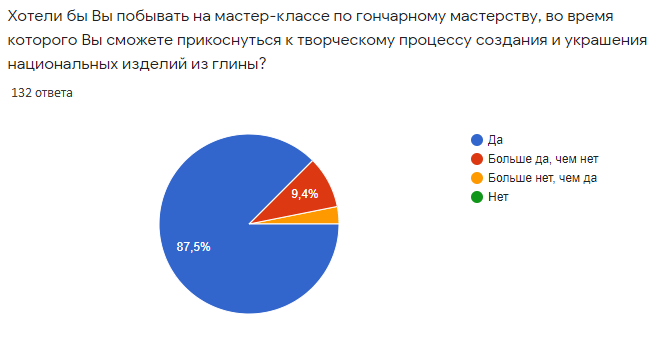 Хотели бы Вы побывать на мастер-классе по гончарному мастерству, во время
которого Вы сможете прикоснуться к творческому процессу создания и украшения
национальных изделий из глины?
132 ответа
Да
Больше да, чем нет
Больше нет, чем да
Нет
9,4%
87,5%